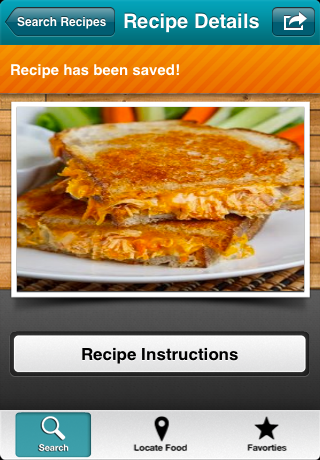 Search Recipes
Recipe Details
Recipe has been saved!
Recipe Instructions
Search
Locate Food
Favorties